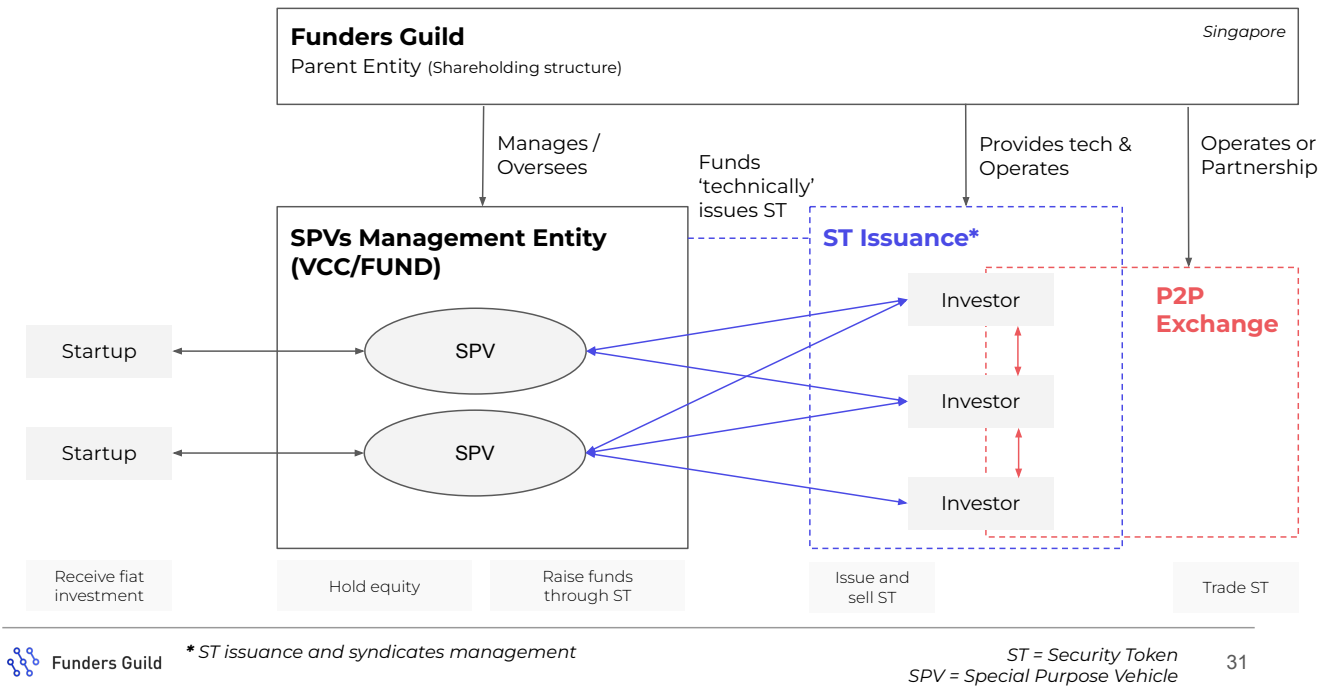 Funders Guild
Singapore
Parent Entity (Shareholding structure)
Manages /
Oversees
Funds
‘technically’
issues ST
Provides tech &
Operates
Operates or
Partnership
SPVs Management Entity
(VCC/FUND)
ST Issuance*
P2P
Exchange
Startup
SPV
Investor
Startup
SPV
Investor
Investor
Receive fiat
investment
Hold equity
Raise funds
through ST
Issue and
sell ST
Trade ST
Funders Guild
* ST issuance and syndicates management
ST = Security Token
SPV = Special Purpose Vehicle
31